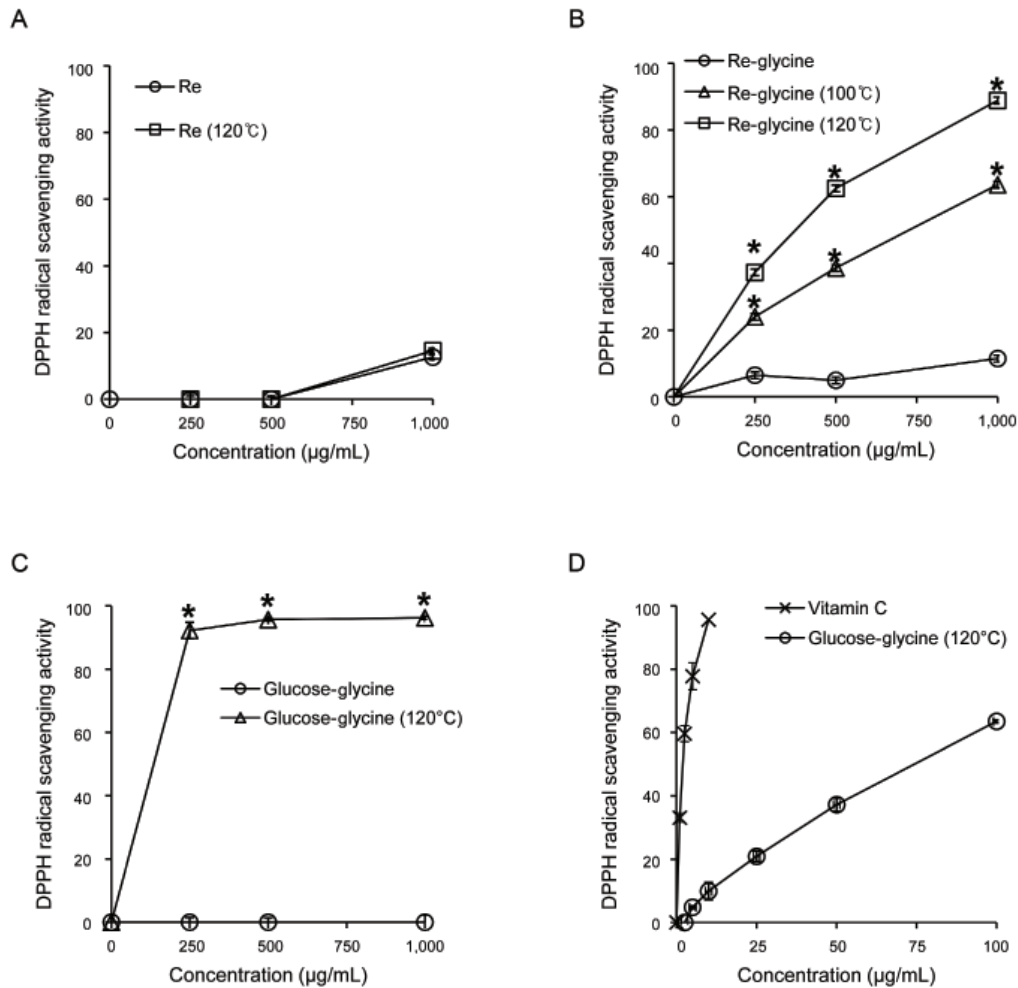 A
DPPH radical scavenging activity
100
80
60
40
20
0
Re
Re (120℃)
0
250
500
750
1,000
Concentration (µg/mL)
B
DPPH radical scavenging activity
100
80
60
40
20
0
Re-glycine
Re-glycine (100℃)
Re-glycine (120℃)
*
*
*
*
*
*
0
250
500
750
1,000
Concentration (µg/mL)
C
DPPH radical scavenging activity
100
80
60
40
20
0
*
*
*
Glucose-glycine
Glucose-glycine (120°C)
0
250
500
750
1,000
Concentration (µg/mL)
D
DPPH radical scavenging activity
100
80
60
40
20
0
Vitamin C
Glucose-glycine (120°C)
0
25
50
75
100
Concentration (µg/mL)